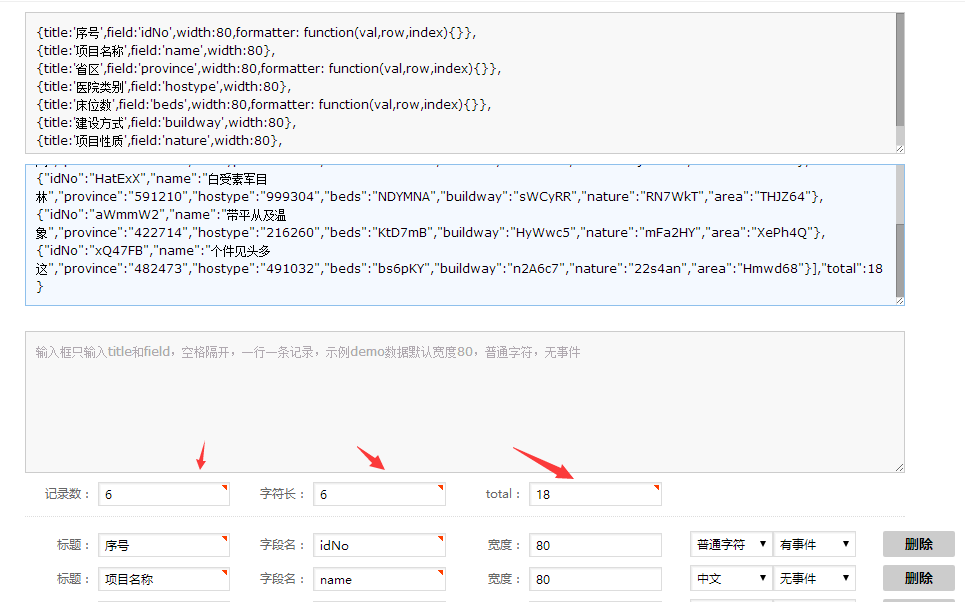 {title:'序号',field:'idNo',width:80,formatter: function(val,row,index){}},
{title:'项目名称',field:'name',width:80},
{title:'省区',field:'province',width:80,formatter: function(val,row,index){}},
{title:'医院类别',field:'hostype',width:80},
{title:'床位数',field:'beds',width:80,formatter: function(val,row,index){}},
{title:'建设方式',field:'buildway',width:80},
{title:'项目性质',field:'nature',width:80},
{"idNo":"HatExX","name":"白受素军目
林","province":"591210","hostype":"999304","beds":"NDYMNA","buildway":"sWCyRR","nature":"RN7WkT","area":"THJZ64"},
{"idNo":"aWmmW2","name":"带平从及温
象","province":"422714","hostype":"216260","beds":"KtD7mB","buildway":"HyWwc5","nature":"mFa2HY","area":"XePh4Q"},
{"idNo":"xQ47FB","name":"个件见头多
这","province":"482473","hostype":"491032","beds":"bs6pKY","buildway":"n2A6c7","nature":"22s4an","area":"Hmwd68"}],"total":18
}
输入框只输入title和field，空格隔开，一行一条记录，示例demo数据默认宽度80，普通字符，无事件
记录数： 6 字符长： 6 total： 18
标题： 序号 字段名： idNo 宽度： 80 普通字符 有事件 删除
标题： 项目名称 字段名： name 宽度： 80 中文 无事件 删除